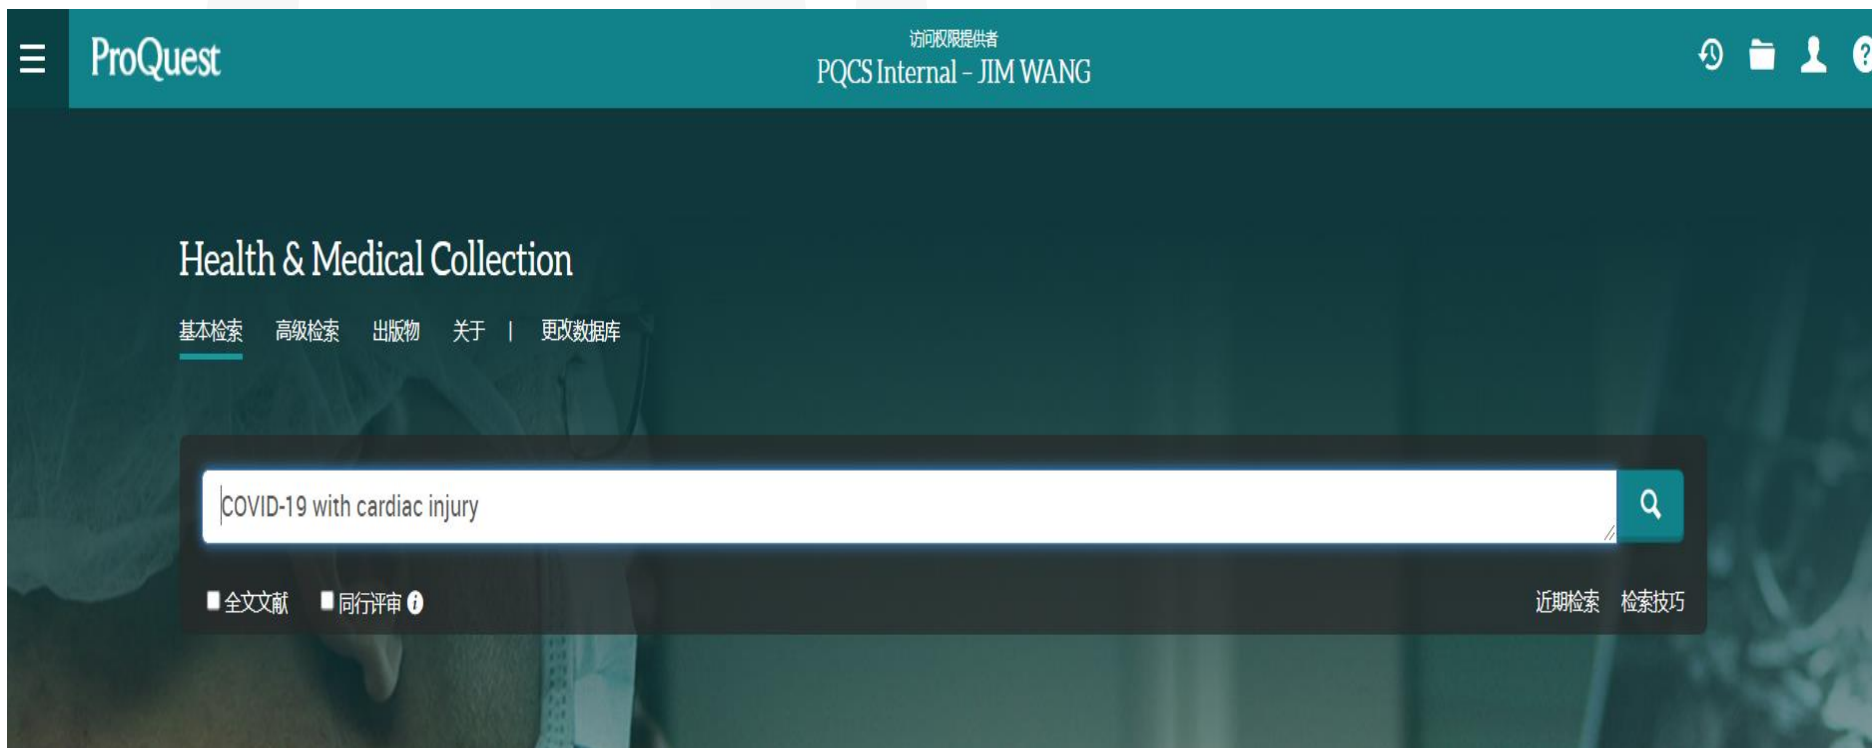 ProQuest
访问权限提供者
PQCS Internal – JIM WANG
Health & Medical Collection
基本检索 高级检索 出版物 关于 | 更改数据库
COVID-19 with cardiac injury
全文文献 同行评审
近期检索 检索技巧